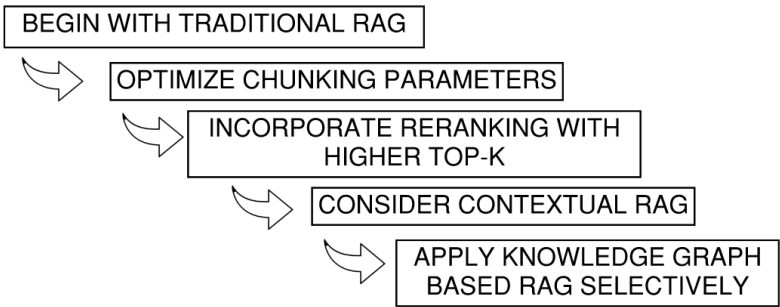 BEGIN WITH TRADITIONAL RAG
OPTIMIZE CHUNKING PARAMETERS
INCORPORATE RERANKING WITH
HIGHER TOP-K
CONSIDER CONTEXTUAL RAG
APPLY KNOWLEDGE GRAPH
BASED RAG SELECTIVELY